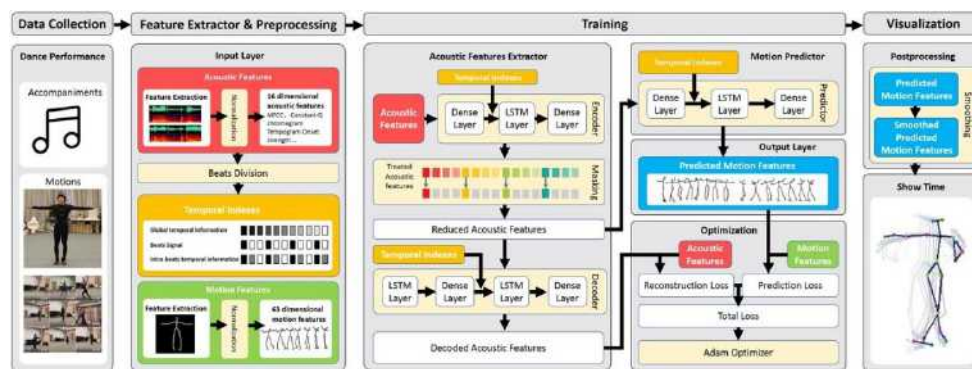 Data Collection
Feature Extractor & Preprocessing
Training
Visualization
Dance Performance
Accompaniments
Motions
Input Layer
Acoustic Features
Feature Extraction
Normalization
16 dimensional
acoustic features
MFCC, Constant-Q
chromagram
Tempogram Onset
strength ...
Beats Division
Temporal Indexes
Global temporal information
Beats Signal
Intra beats temporal information
Motion Features
Feature Extraction
Normalization
63 dimensional
motion features
Acoustic Features Extractor
Temporal Indexes
Acoustic
Features
Dense
Layer
LSTM
Layer
Dense
Layer
Encoder
Treated
Acoustic
features
Masking
Reduced Acoustic Features
Temporal Indexes
LSTM
Layer
Dense
Layer
LSTM
Layer
Dense
Layer
Decoder
Decoded Acoustic Features
Motion Predictor
Temporal Indexes
Dense
Layer
LSTM
Layer
Dense
Layer
Predictor
Output Layer
Predicted Motion Features
Optimization
Acoustic
Features
Motion
Features
Reconstruction Loss
Prediction Loss
Total Loss
Adam Optimizer
Postprocessing
Predicted
Motion Features
Smoothed
Predicted
Motion Features
Smoothing
Show Time